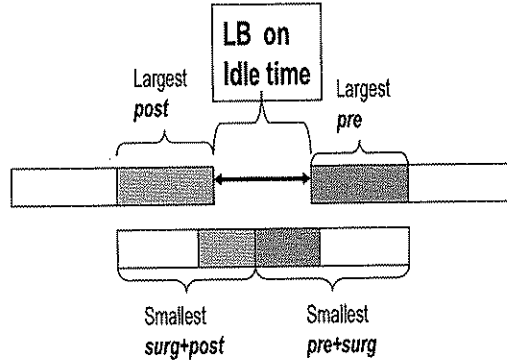 LB on
Idle time
Largest
post
Largest
pre
Smallest
surg+post
Smallest
pre+surg